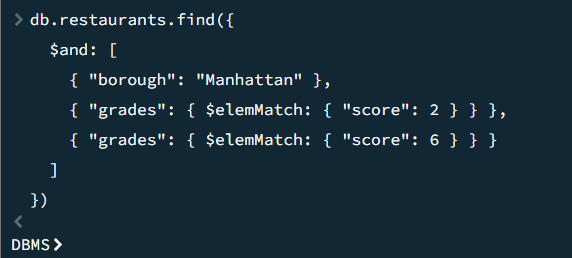 > db.restaurants.find({
$and: [
{ "borough": "Manhattan" },
{ "grades": { $elemMatch: { "score": 2 } } },
{ "grades": { $elemMatch: { "score": 6 } } }
]
})
<
DBMS>